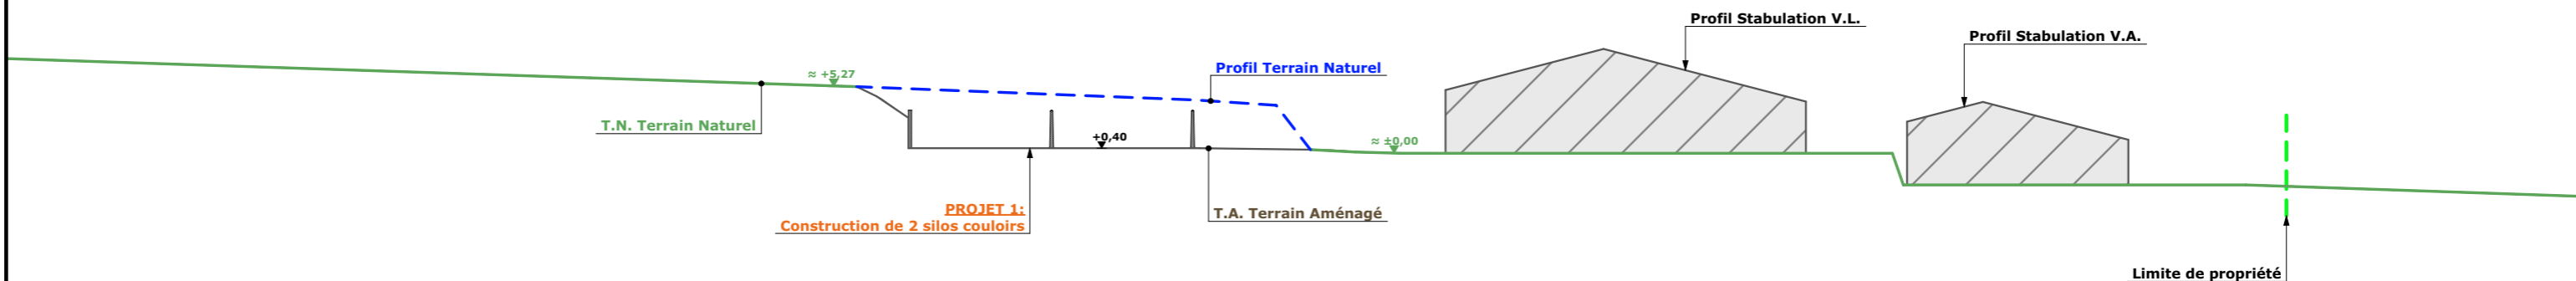 Profil Stabulation V.L.
Profil Stabulation V.A.
≈ +5,27
Profil Terrain Naturel
T.N. Terrain Naturel
+0,40
≈ ±0,00
PROJET 1:
Construction de 2 silos couloirs
T.A. Terrain Aménagé
Limite de propriété